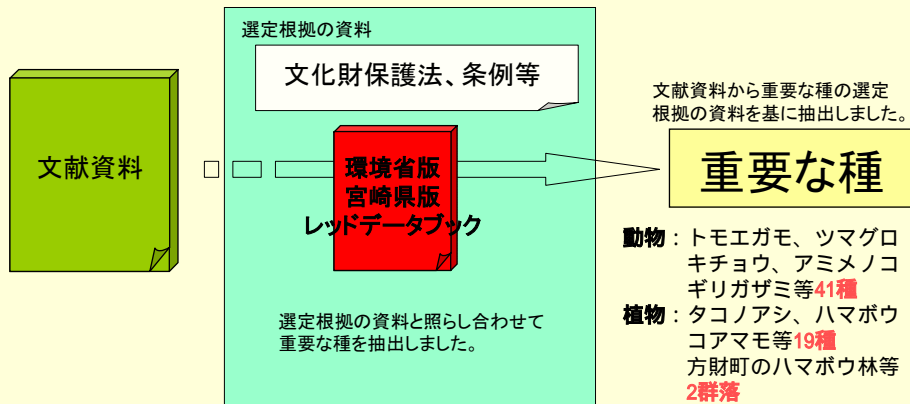 選定根拠の資料
文化財保護法、条例等
文献資料
環境省版
宮崎県版
レッドデータブック
選定根拠の資料と照らし合わせて
重要な種を抽出しました。
文献資料から重要な種の選定
根拠の資料を基に抽出しました。
重要な種
動物：トモエガモ、ツマグロ
キチョウ、アミメノコ
ギリガザミ等41種
植物：タコノアシ、ハマボウ
コアマモ等19種
方財町のハマボウ林等
2群落